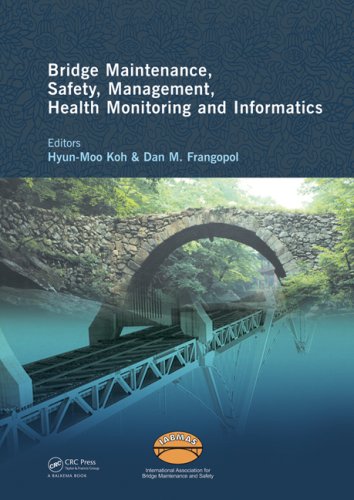 Bridge Maintenance,
Safety, Management,
Health Monitoring and Informatics
Editors
Hyun-Moo Koh & Dan M. Frangopol
IABMAS
CRC
CRC Press
Taylor & Francis Group
A BALKEMA BOOK
International Association for
Bridge Maintenance and Safety